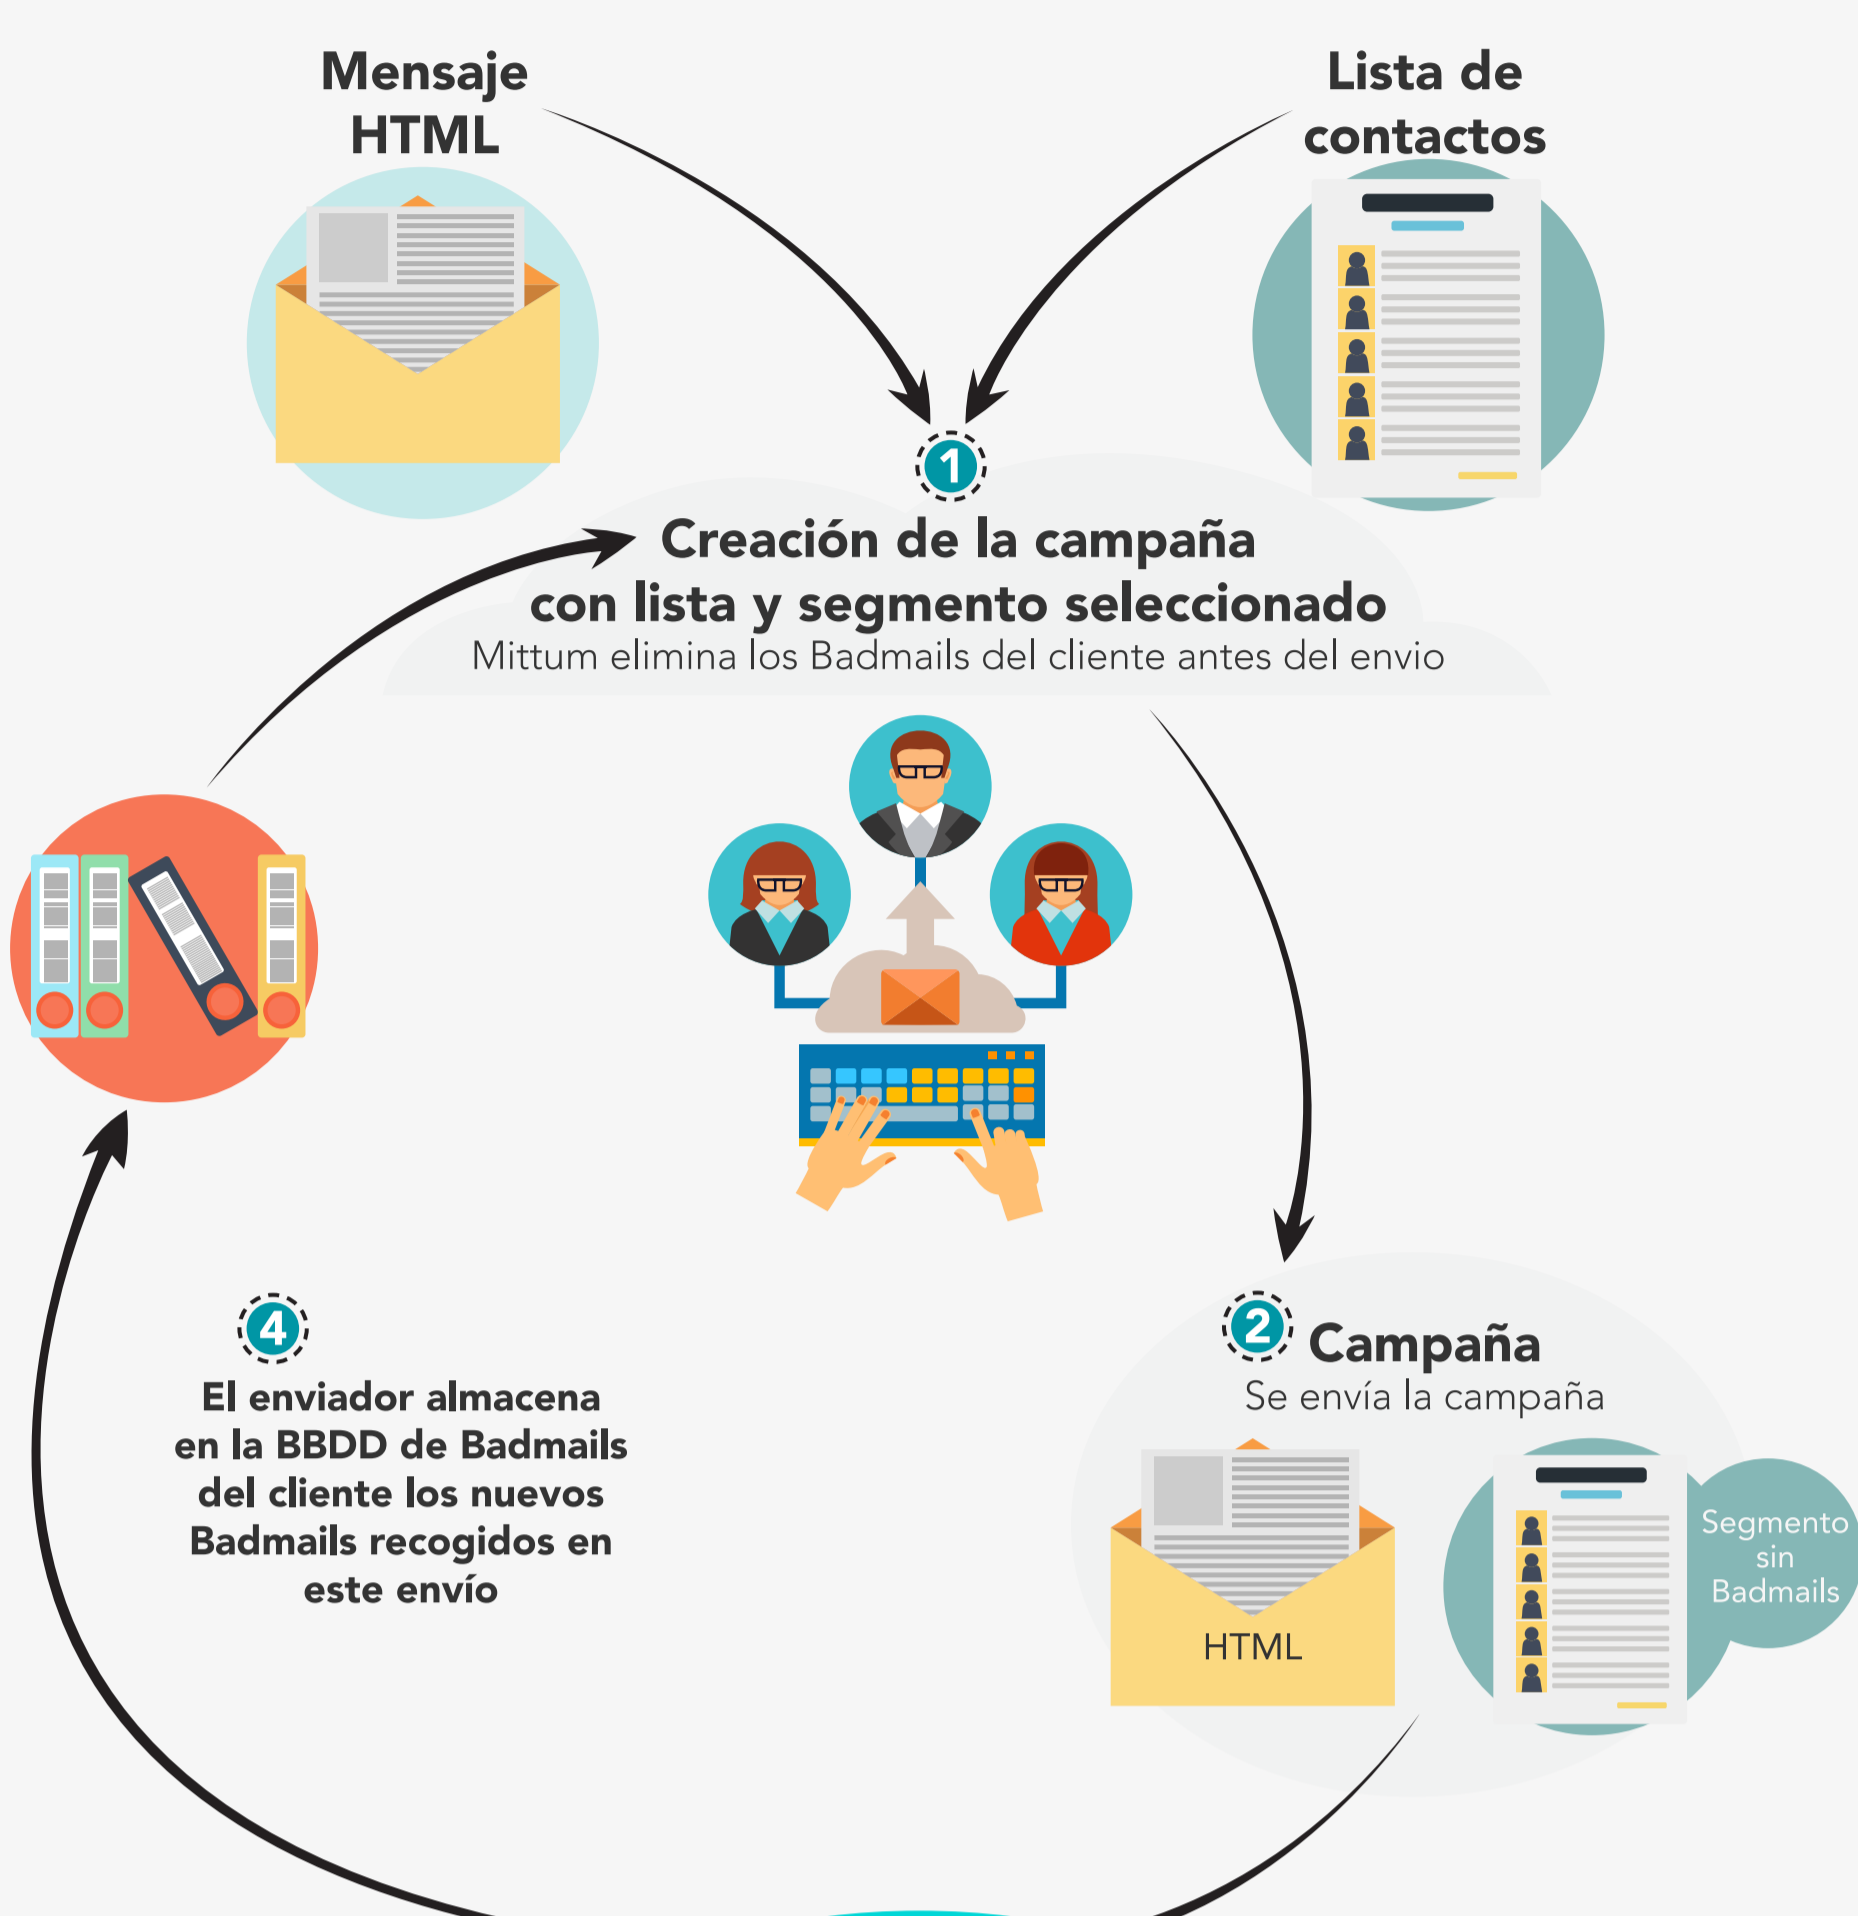 Mensaje
HTML
Lista de
contactos
1
Creación de la campaña
con lista y segmento seleccionado
Mittum elimina los Badmails del cliente antes del envio
4
El enviador almacena
en la BBDD de Badmails
del cliente los nuevos
Badmails recogidos en
este envío
2
Campaña
Se envía la campaña
HTML
Segmento
sin
Badmails